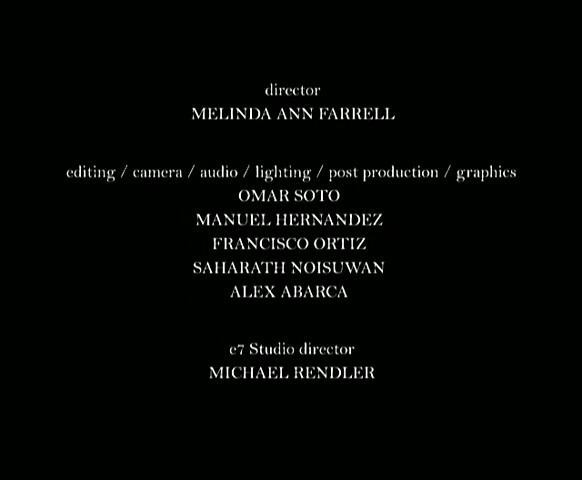 director
MELINDA ANN FARRELL
editing / camera / audio / lighting / post production / graphics
OMAR SOTO
MANUEL HERNANDEZ
FRANCISCO ORTIZ
SAHARATH NOISUWAN
ALEX ABARCA
e7 Studio director
MICHAEL RENDLER